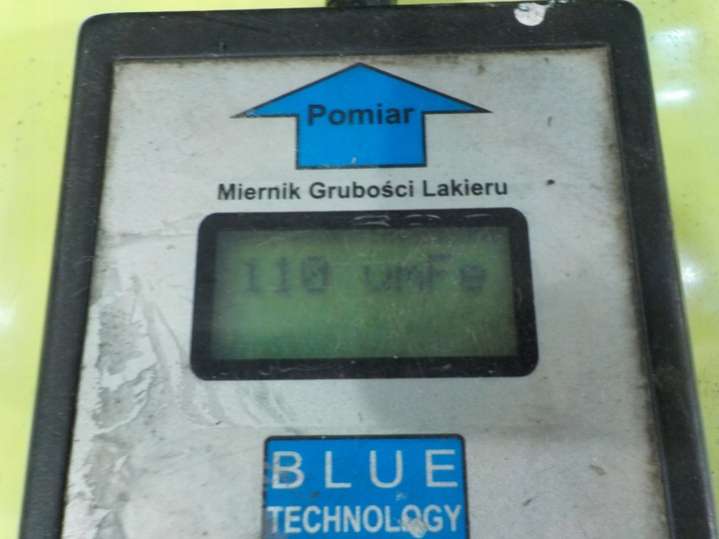 Pomiar
Miernik Grubości Lakieru
110 umFe
BLUE
TECHNOLOGY